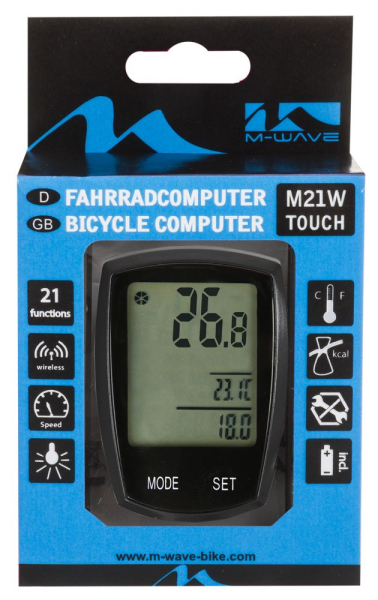 M-WAVE
D FAHRRADCOMPUTER
GB BICYCLE COMPUTER
M21W
TOUCH
21
functions
wireless
Speed
C F
kcal
incl.
26.8
23.1C
18.0
MODE SET
www.m-wave-bike.com